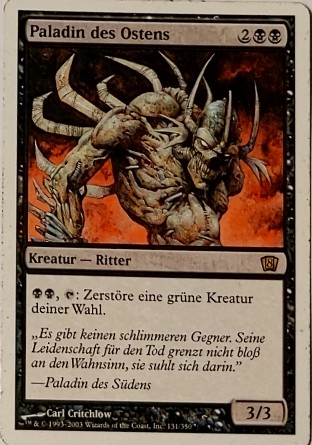 Paladin des Ostens 2
Kreatur — Ritter 8
: Zerstöre eine grüne Kreatur
deiner Wahl.
„Es gibt keinen schlimmeren Gegner. Seine
Leidenschaft für den Tod grenzt nicht bloß
an den Wahnsinn, sie suhlt sich darin.”
—Paladin des Südens
Carl Critchlow
™ & © 1993–2003 Wizards of the Coast, Inc. 131/350
3/3